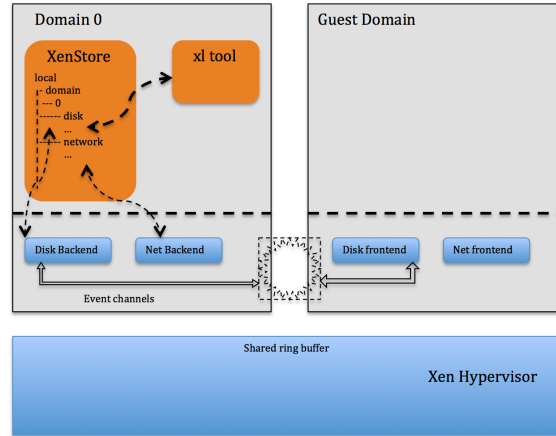 Domain 0
Guest Domain
XenStore
xl tool
local
- domain
--- 0
------ disk
...
------ network
...
Disk Backend
Net Backend
Disk frontend
Net frontend
Event channels
Shared ring buffer
Xen Hypervisor